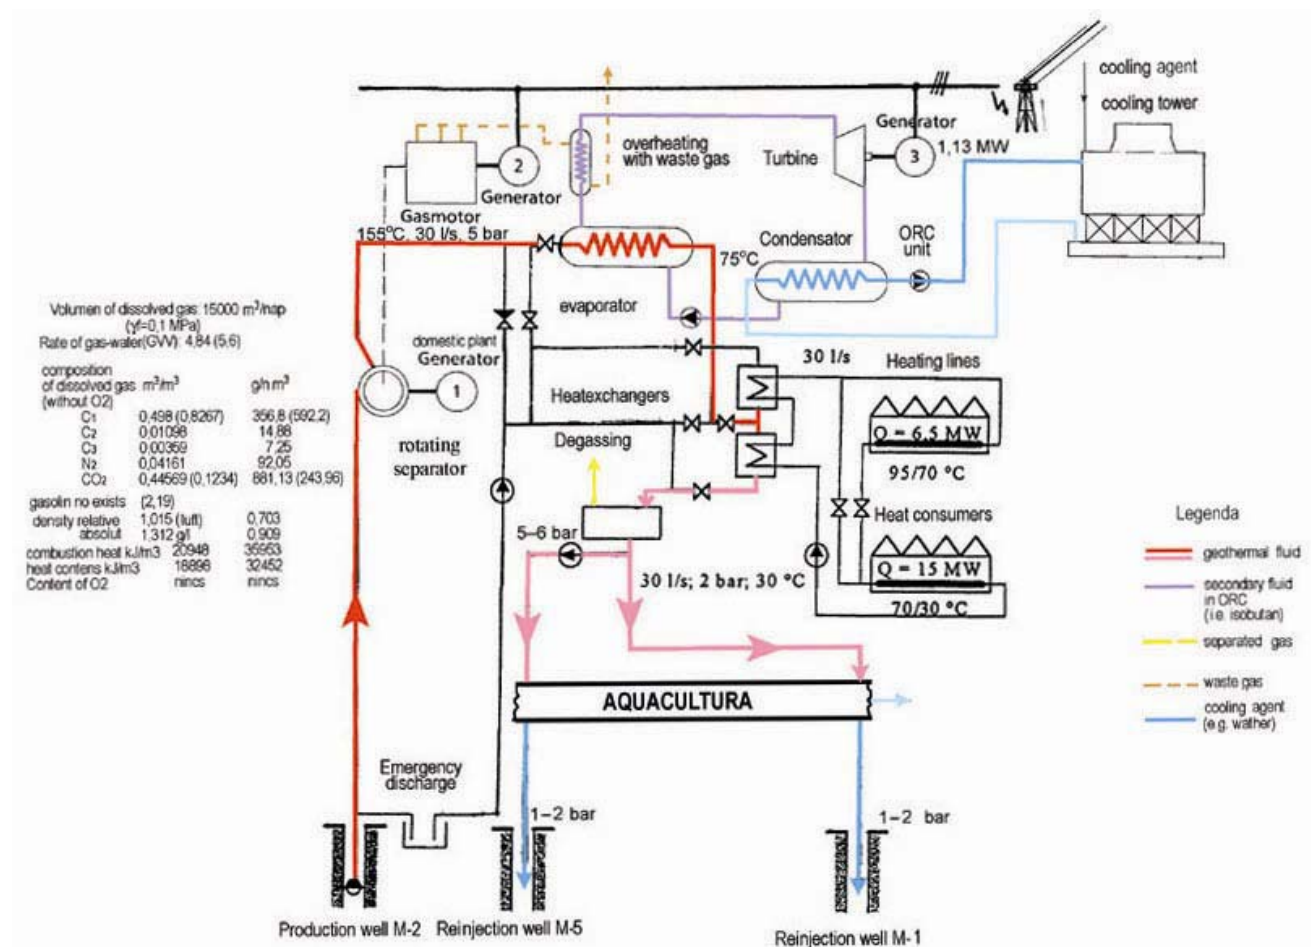 cooling agent
cooling tower
Generator
3
1,13 MW
Turbine
overheating
with waste gas
2
Generator
Gasmotor
155°C, 30 l/s, 5 bar
Condensator
ORC
unit
75°C
evaporator
Volumen of dissolved gas: 15000 m³/nap
(γf=0,1 MPa)
Rate of gas-water(GVV): 4,84 (5,6)
composition
of dissolved gas m³/m³ g/n m³
(without O2)
C1 0,498 (0,8267) 356,8 (592,2)
C2 0,01098 14,88
C3 0,00359 7,25
N2 0,04161 92,05
CO2 0,44569 (0,1234) 881,13 (243,96)
gasolin no exists (2,19)
density relative 1,015 (luft) 0,703
absolut 1,312 g/l 0,909
combustion heat kJ/m3 20948 35953
heat contens kJ/m3 18898 32452
Content of O2 nincs nincs
domestic plant
Generator
1
rotating
separator
Heatexchangers
Degassing
30 l/s
Heating lines
Q = 6,5 MW
95/70 °C
Heat consumers
Q = 15 MW
70/30 °C
5–6 bar
30 l/s; 2 bar; 30 °C
AQUACULTURA
Legenda
geothermal fluid
secondary fluid
in ORC
(i.e. isobutan)
separated gas
waste gas
cooling agent
(e.g. wather)
Emergency
discharge
1–2 bar
1–2 bar
Production well M-2
Reinjection well M-5
Reinjection well M-1